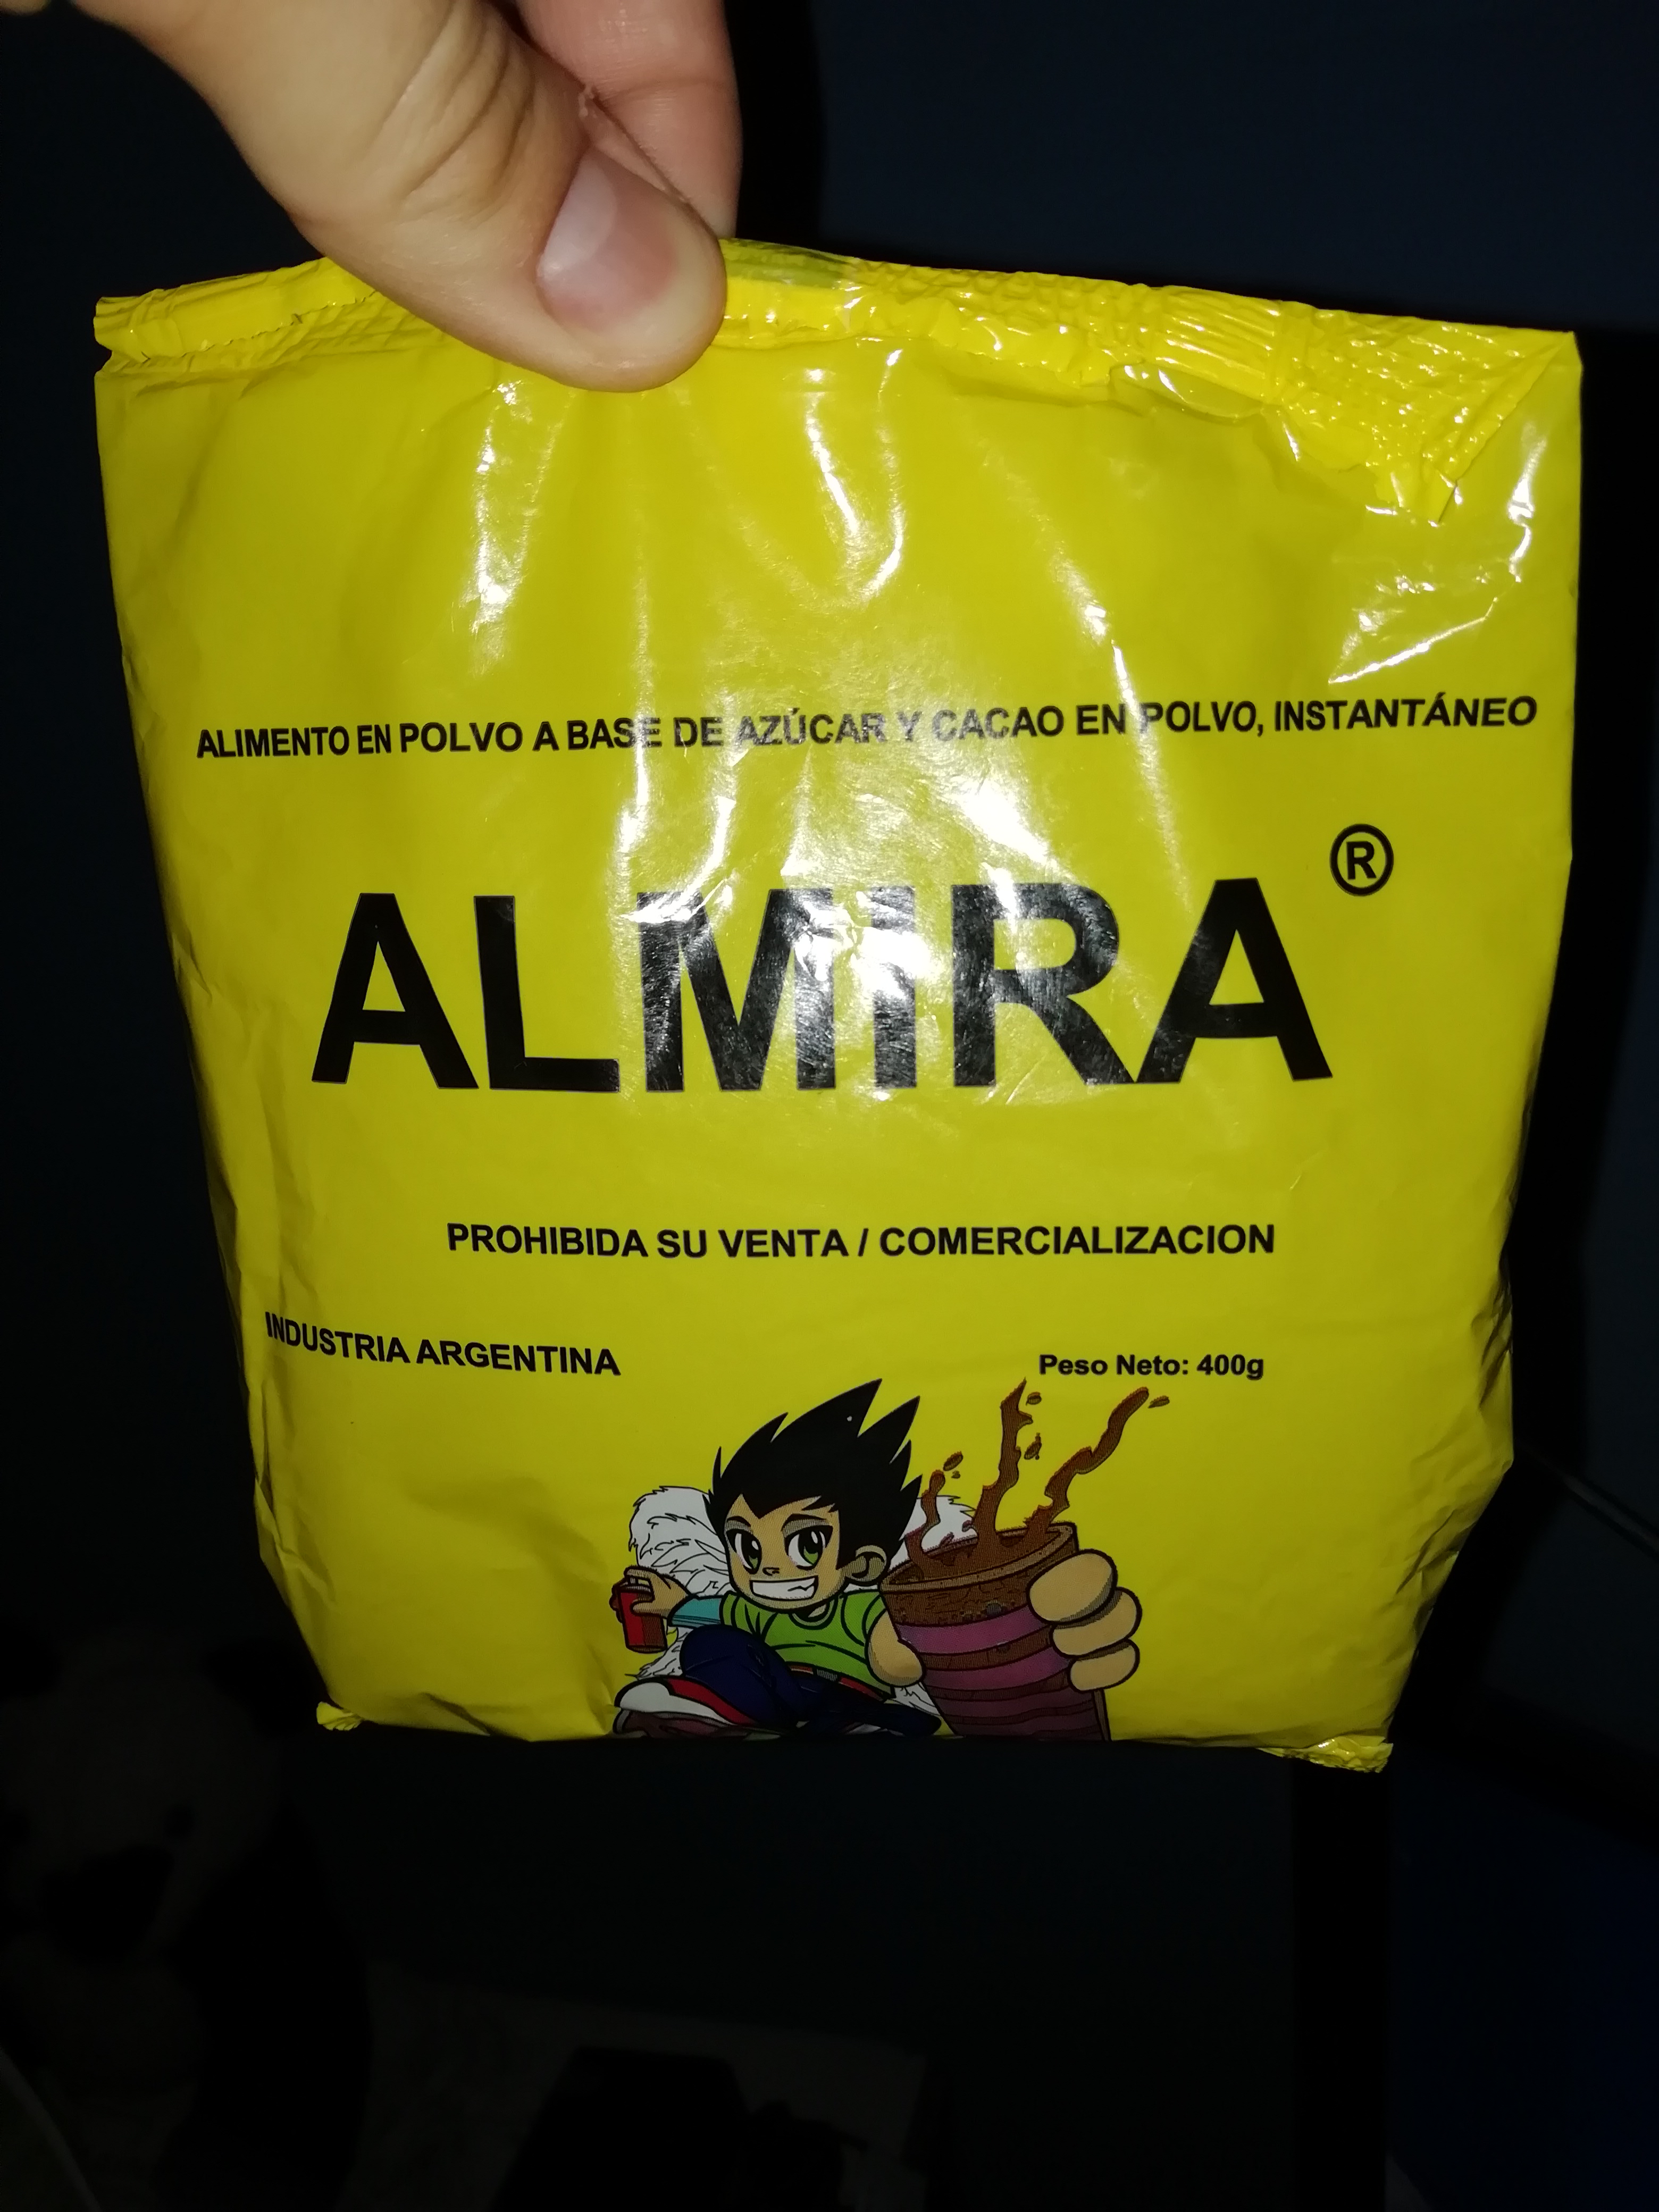 ALIMENTO EN POLVO A BASE DE AZÚCAR Y CACAO EN POLVO, INSTANTÁNEO
ALMIRA®
PROHIBIDA SU VENTA / COMERCIALIZACION
INDUSTRIA ARGENTINA
Peso Neto: 400g